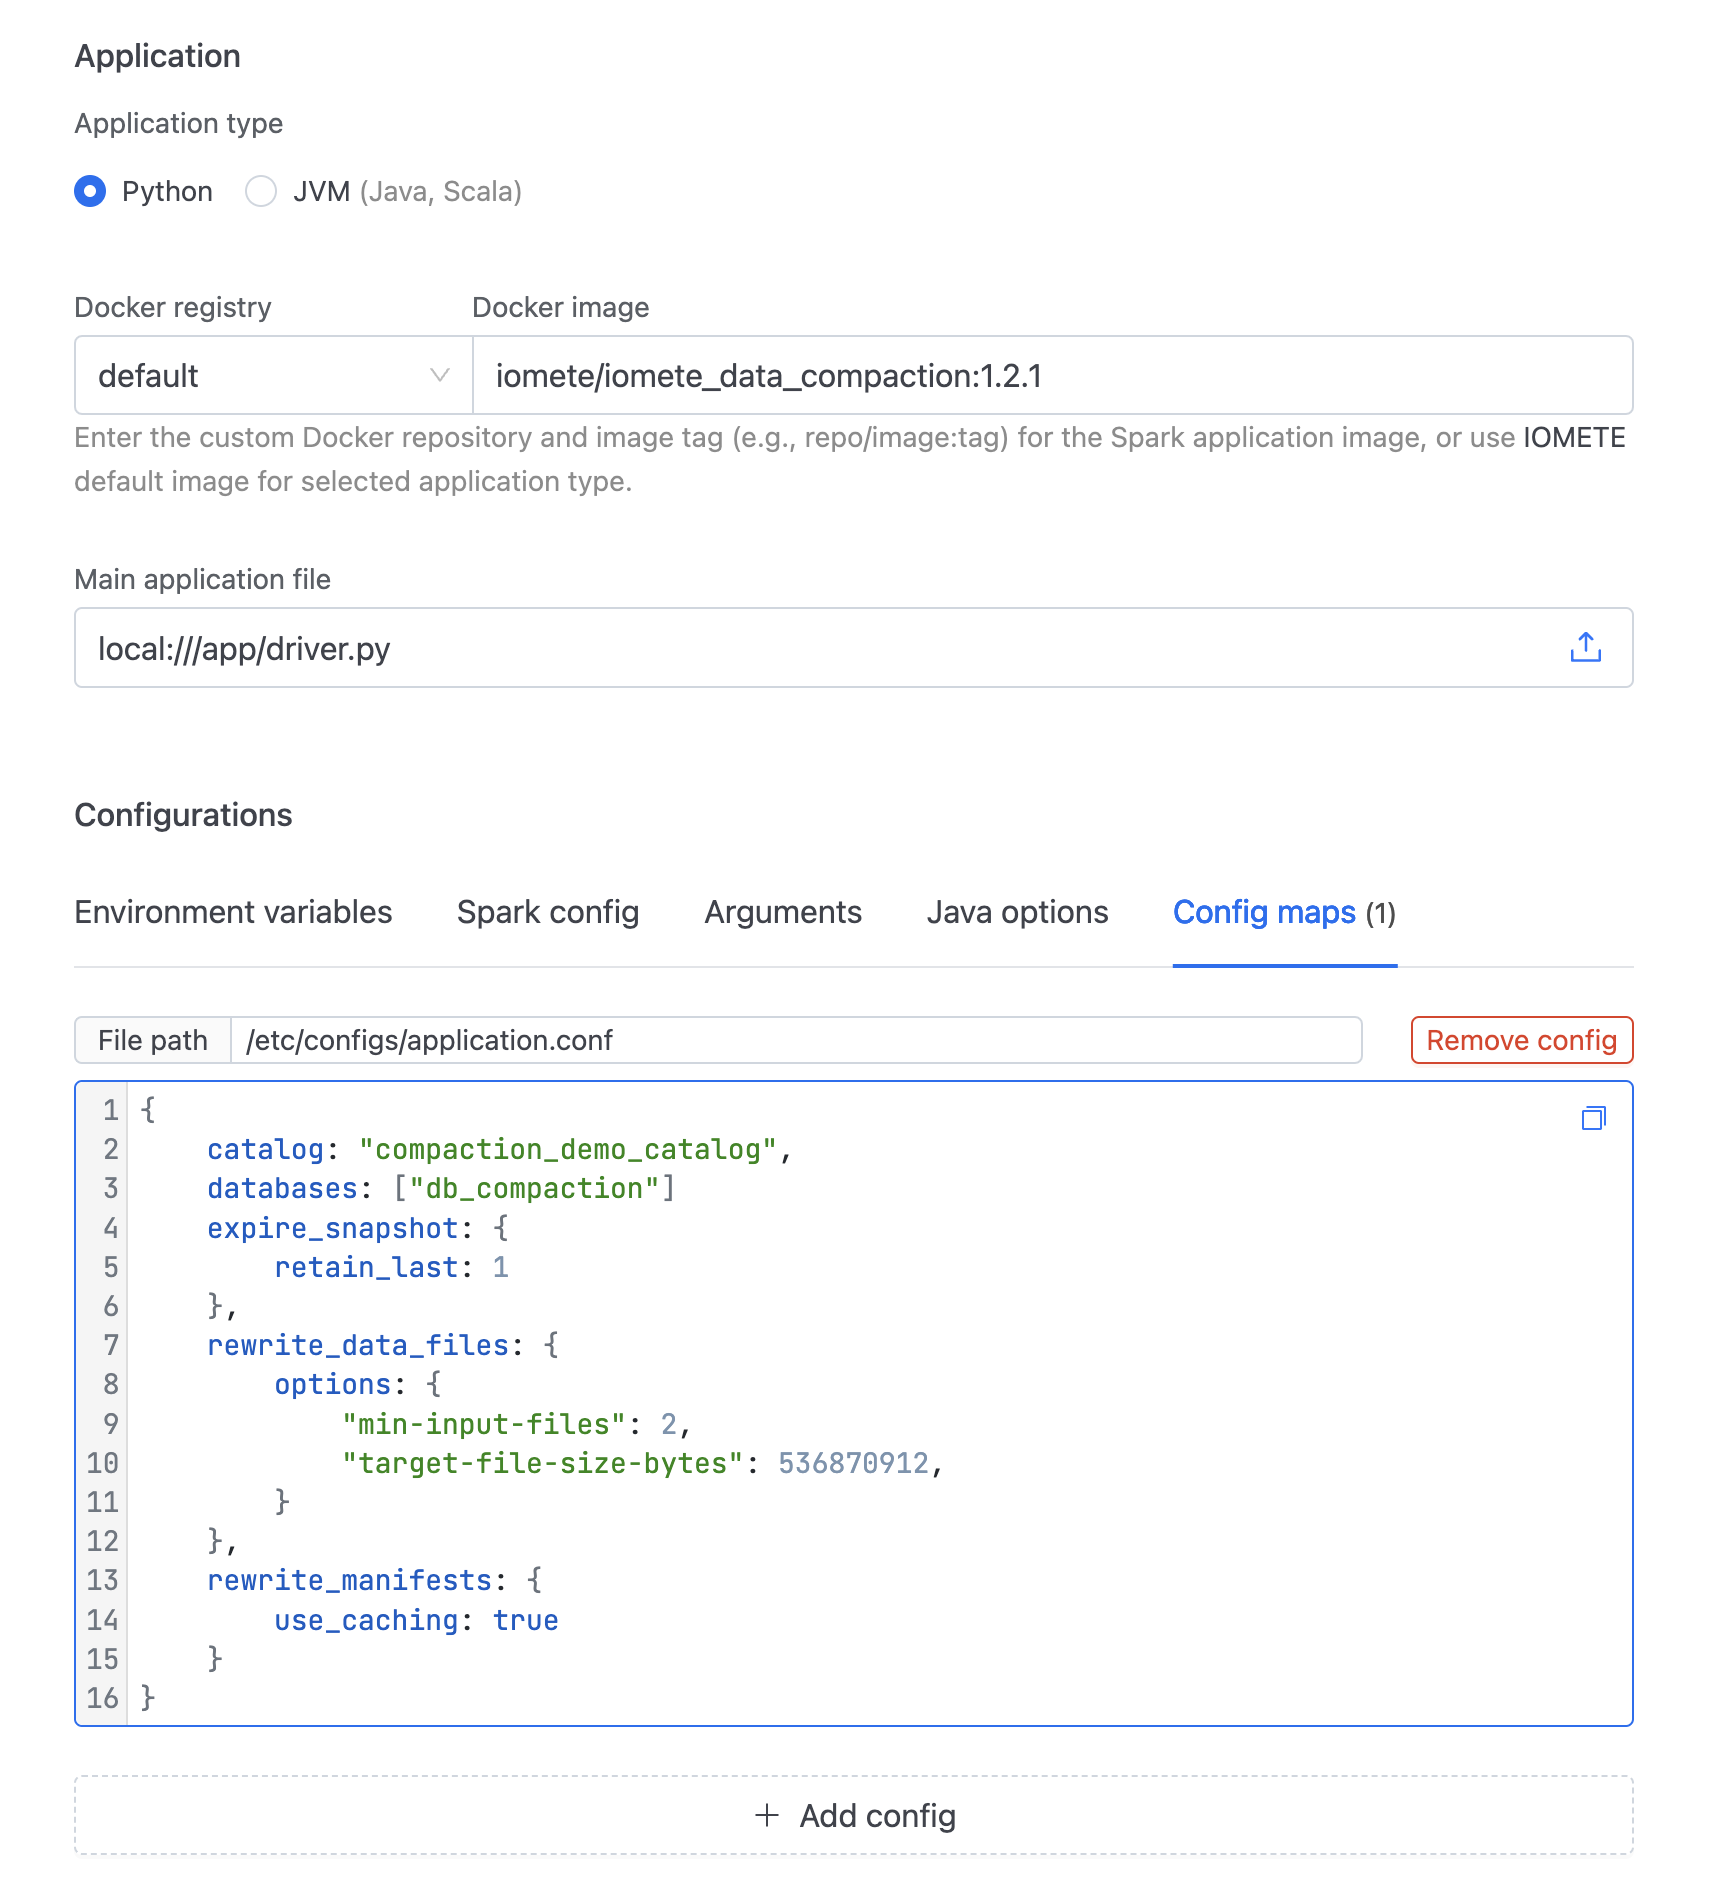 Application
Application type
Python JVM (Java, Scala)
Docker registry Docker image
default iomete/iomete_data_compaction:1.2.1
Enter the custom Docker repository and image tag (e.g., repo/image:tag) for the Spark application image, or use IOMETE
default image for selected application type.
Main application file
local:///app/driver.py
Configurations
Environment variables Spark config Arguments Java options Config maps (1)
File path /etc/configs/application.conf Remove config
1 {
2     catalog: "compaction_demo_catalog",
3     databases: ["db_compaction"]
4     expire_snapshot: {
5         retain_last: 1
6     },
7     rewrite_data_files: {
8         options: {
9             "min-input-files": 2,
10             "target-file-size-bytes": 536870912,
11         }
12     },
13     rewrite_manifests: {
14         use_caching: true
15     }
16 }
+ Add config